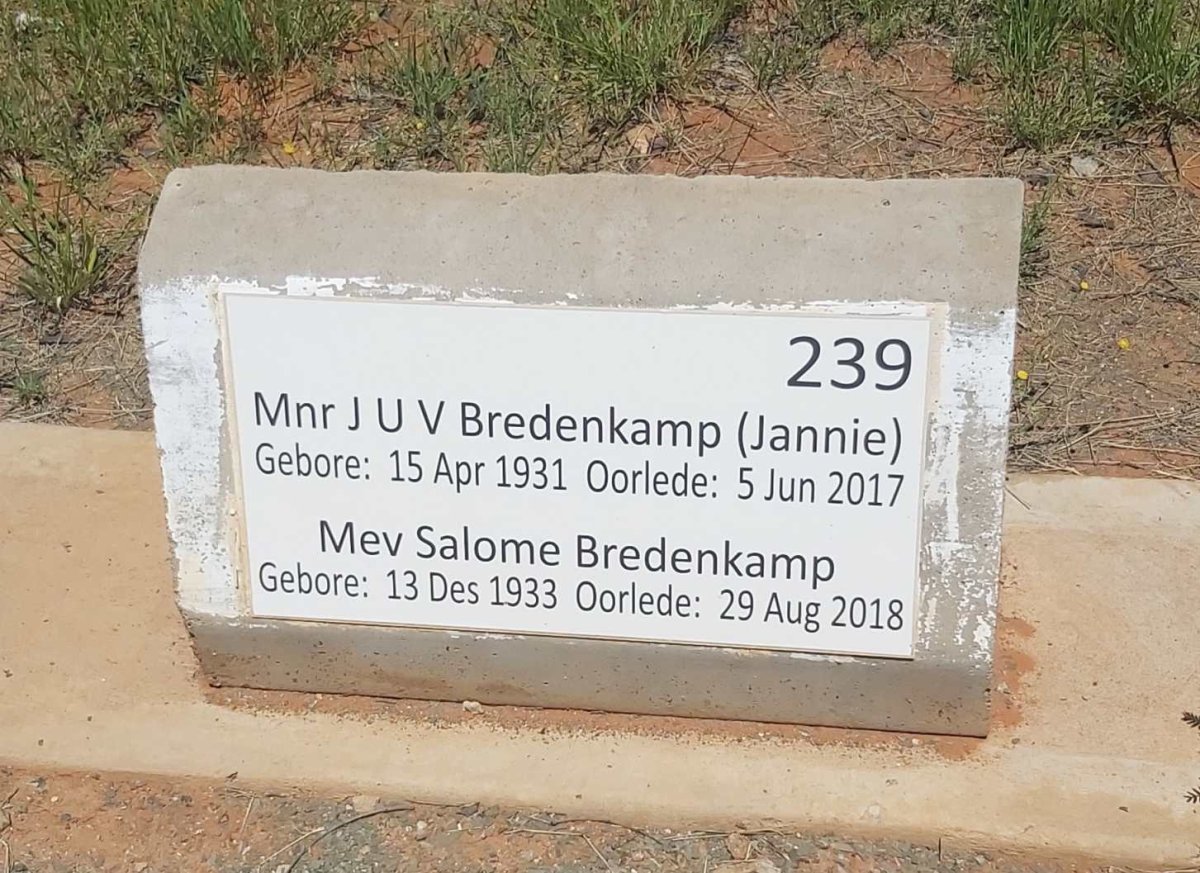 239
Mnr J U V Bredenkamp (Jannie)
Gebore: 15 Apr 1931 Oorlede: 5 Jun 2017
Mev Salome Bredenkamp
Gebore: 13 Des 1933 Oorlede: 29 Aug 2018